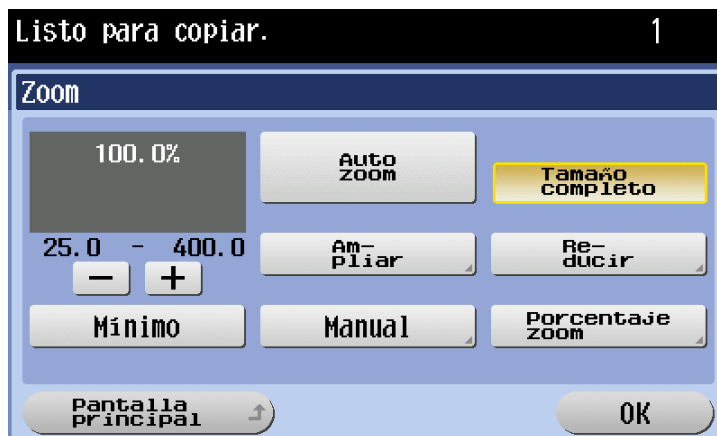 Listo para copiar. 1
Zoom
100.0%
Auto
zoom
Tamaño
completo
25.0 - 400.0
Am-
pliar
Re-
ducir
− +
Mínimo
Manual
Porcentaje
zoom
Pantalla
principal
OK